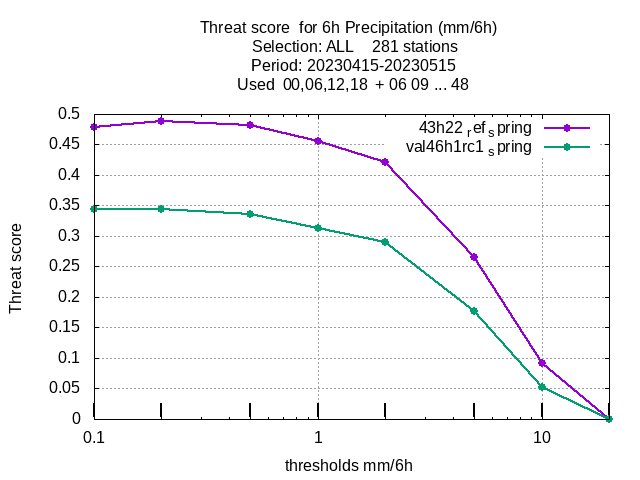 Threat score  for 6h Precipitation (mm/6h)
Selection: ALL    281 stations
Period: 20230415-20230515
Used  00,06,12,18  + 06 09 ... 48
43h22 ref spring
val46h1rc1 spring
0.5
0.45
0.4
0.35
0.3
0.25
0.2
0.15
0.1
0.05
0
Threat score
0.1
1
10
thresholds mm/6h